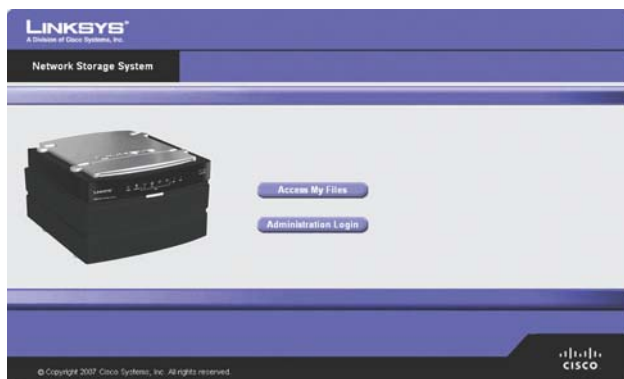 LINKSYS®
A Division of Cisco Systems, Inc.
Network Storage System
Access My Files
Administration Login
© Copyright 2007 Cisco Systems, Inc. All rights reserved.
CISCO